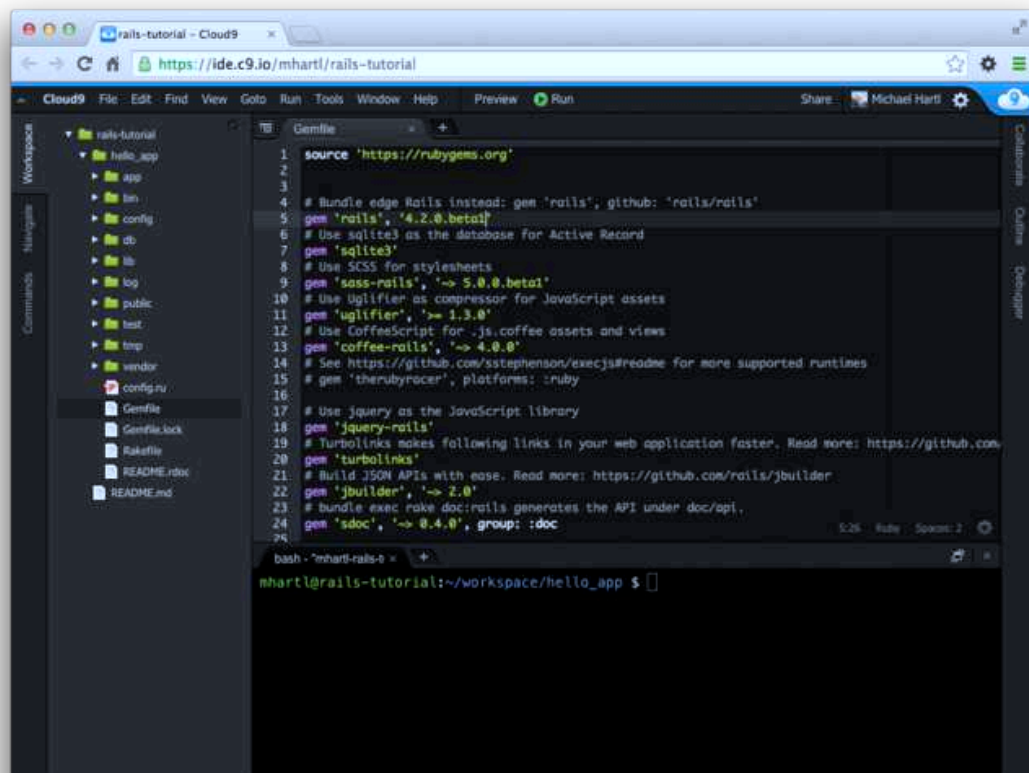 rails-tutorial - Cloud9
https://ide.c9.io/mhartl/rails-tutorial
Cloud9 File Edit Find View Goto Run Tools Window Help Preview Run Share Michael Hartl
Workspace
Navigate
Commands
rails-tutorial
hello_app
app
bin
config
db
lib
log
public
test
tmp
vendor
config.ru
Gemfile
Gemfile.lock
Rakefile
README.rdoc
README.md
Gemfile
1 source 'https://rubygems.org'
2
3
4 # Bundle edge Rails instead: gem 'rails', github: 'rails/rails'
5 gem 'rails', '4.2.0.beta1'
6 # Use sqlite3 as the database for Active Record
7 gem 'sqlite3'
8 # Use SCSS for stylesheets
9 gem 'sass-rails', '~> 5.0.0.beta1'
10 # Use Uglifier as compressor for JavaScript assets
11 gem 'uglifier', '>= 1.3.0'
12 # Use CoffeeScript for .js.coffee assets and views
13 gem 'coffee-rails', '~> 4.0.0'
14 # See https://github.com/sstephenson/execjs#readme for more supported runtimes
15 # gem 'therubyracer', platforms: :ruby
16
17 # Use jquery as the JavaScript library
18 gem 'jquery-rails'
19 # Turbolinks makes following links in your web application faster. Read more: https://github.com
20 gem 'turbolinks'
21 # Build JSON APIs with ease. Read more: https://github.com/rails/jbuilder
22 gem 'jbuilder', '~> 2.0'
23 # bundle exec rake doc:rails generates the API under doc/api.
24 gem 'sdoc', '~> 0.4.0', group: :doc
25
5:26 Ruby Spaces: 2
bash - "mhartl-rails-t
mhartl@rails-tutorial:~/workspace/hello_app $
Collaborate
Outline
Debugger